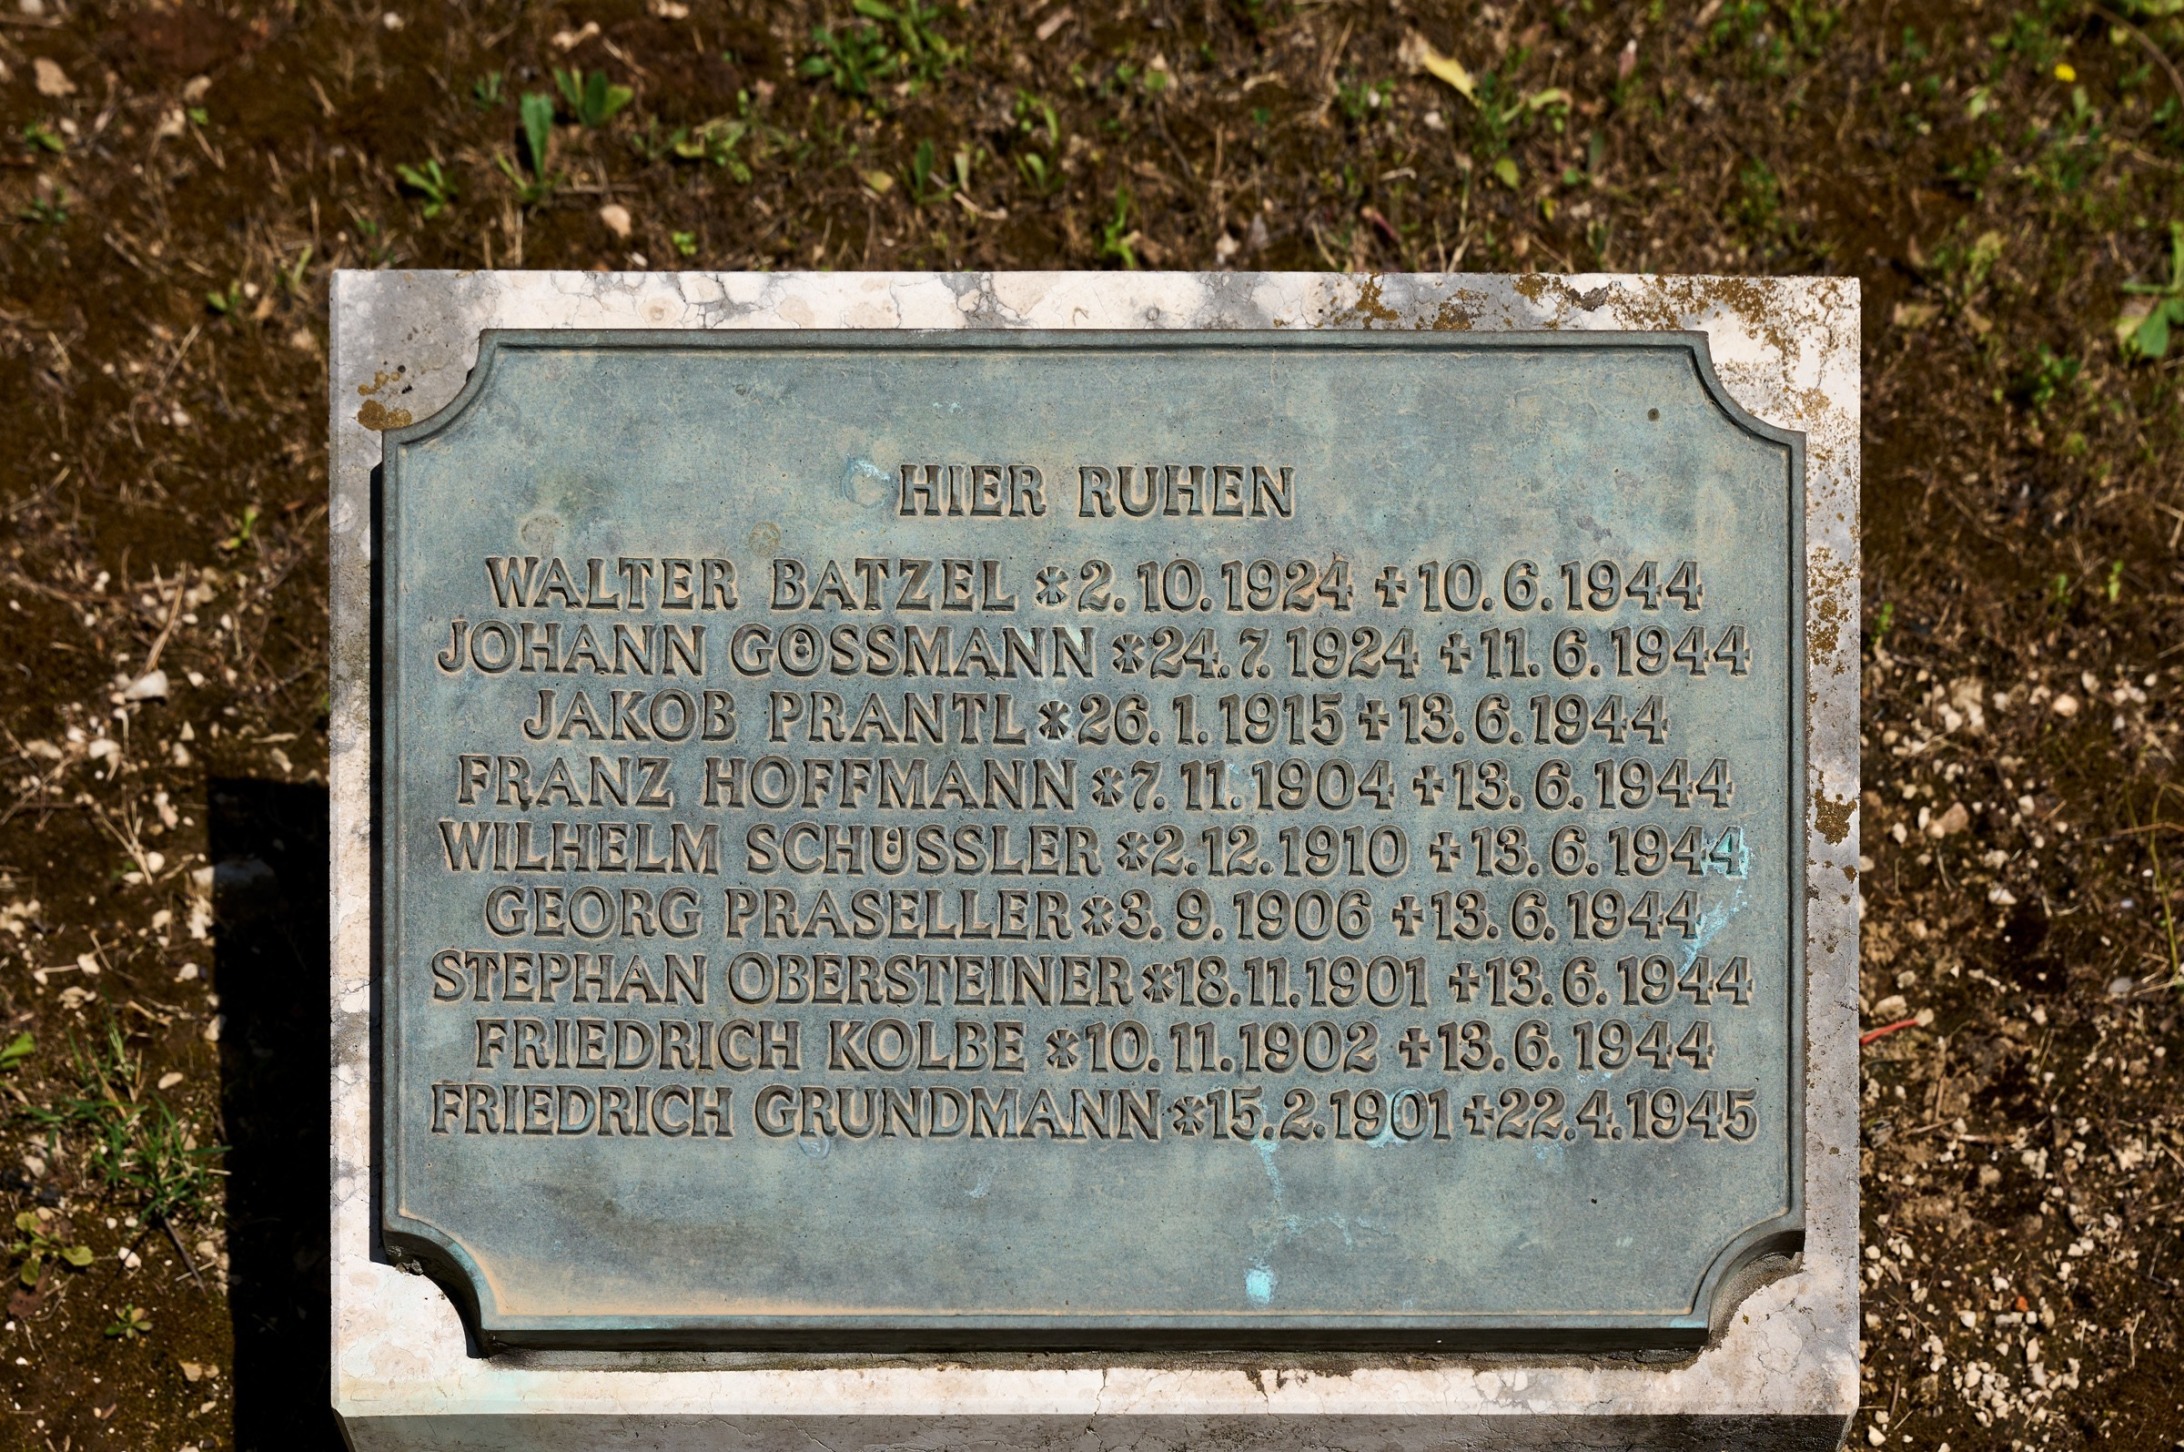 HIER RUHEN
WALTER BATZEL *2.10.1924 ✝10.6.1944
JOHANN GÖSSMANN *24.7.1924 ✝11.6.1944
JAKOB PRANTL *26.1.1915 ✝13.6.1944
FRANZ HOFFMANN *7.11.1904 ✝13.6.1944
WILHELM SCHÜSSLER *2.12.1910 ✝13.6.1944
GEORG PRASELLER *3.9.1906 ✝13.6.1944
STEPHAN OBERSTEINER *18.11.1901 ✝13.6.1944
FRIEDRICH KOLBE *10.11.1902 ✝13.6.1944
FRIEDRICH GRUNDMANN *15.2.1901 ✝22.4.1945